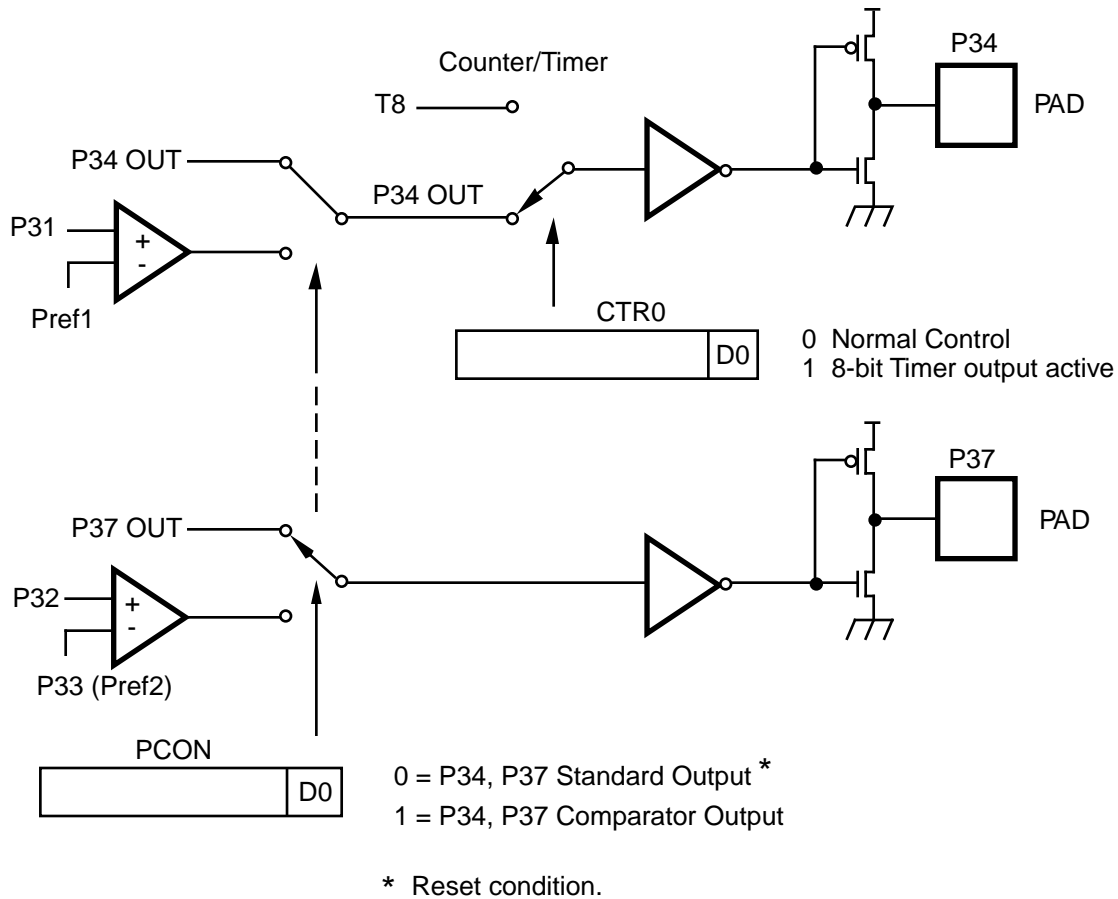 P34
Counter/Timer
T8
PAD
P34 OUT
P34 OUT
P31
+
-
Pref1
CTR0
D0
0 Normal Control
1 8-bit Timer output active
P37
P37 OUT
PAD
P32
+
-
P33 (Pref2)
PCON
D0
0 = P34, P37 Standard Output *
1 = P34, P37 Comparator Output
* Reset condition.